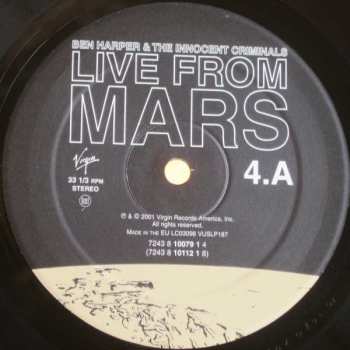 BEN HARPER & THE INNOCENT CRIMINALS
LIVE FROM
MARS
Virgin
4.A
33 1/3 RPM
STEREO
℗ & © 2001 Virgin Records America, Inc.
All rights reserved.
MADE IN THE EU LC03098 VUSLP187
7243 8 10079 1 4
(7243 8 10112 1 8)